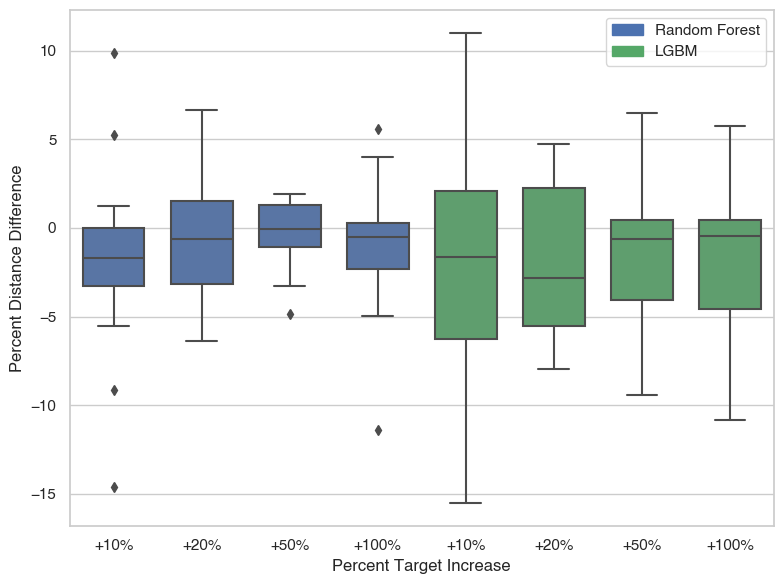 Random Forest
LGBM
Percent Distance Difference
10
5
0
−5
−10
−15
+10% +20% +50% +100% +10% +20% +50% +100%
Percent Target Increase